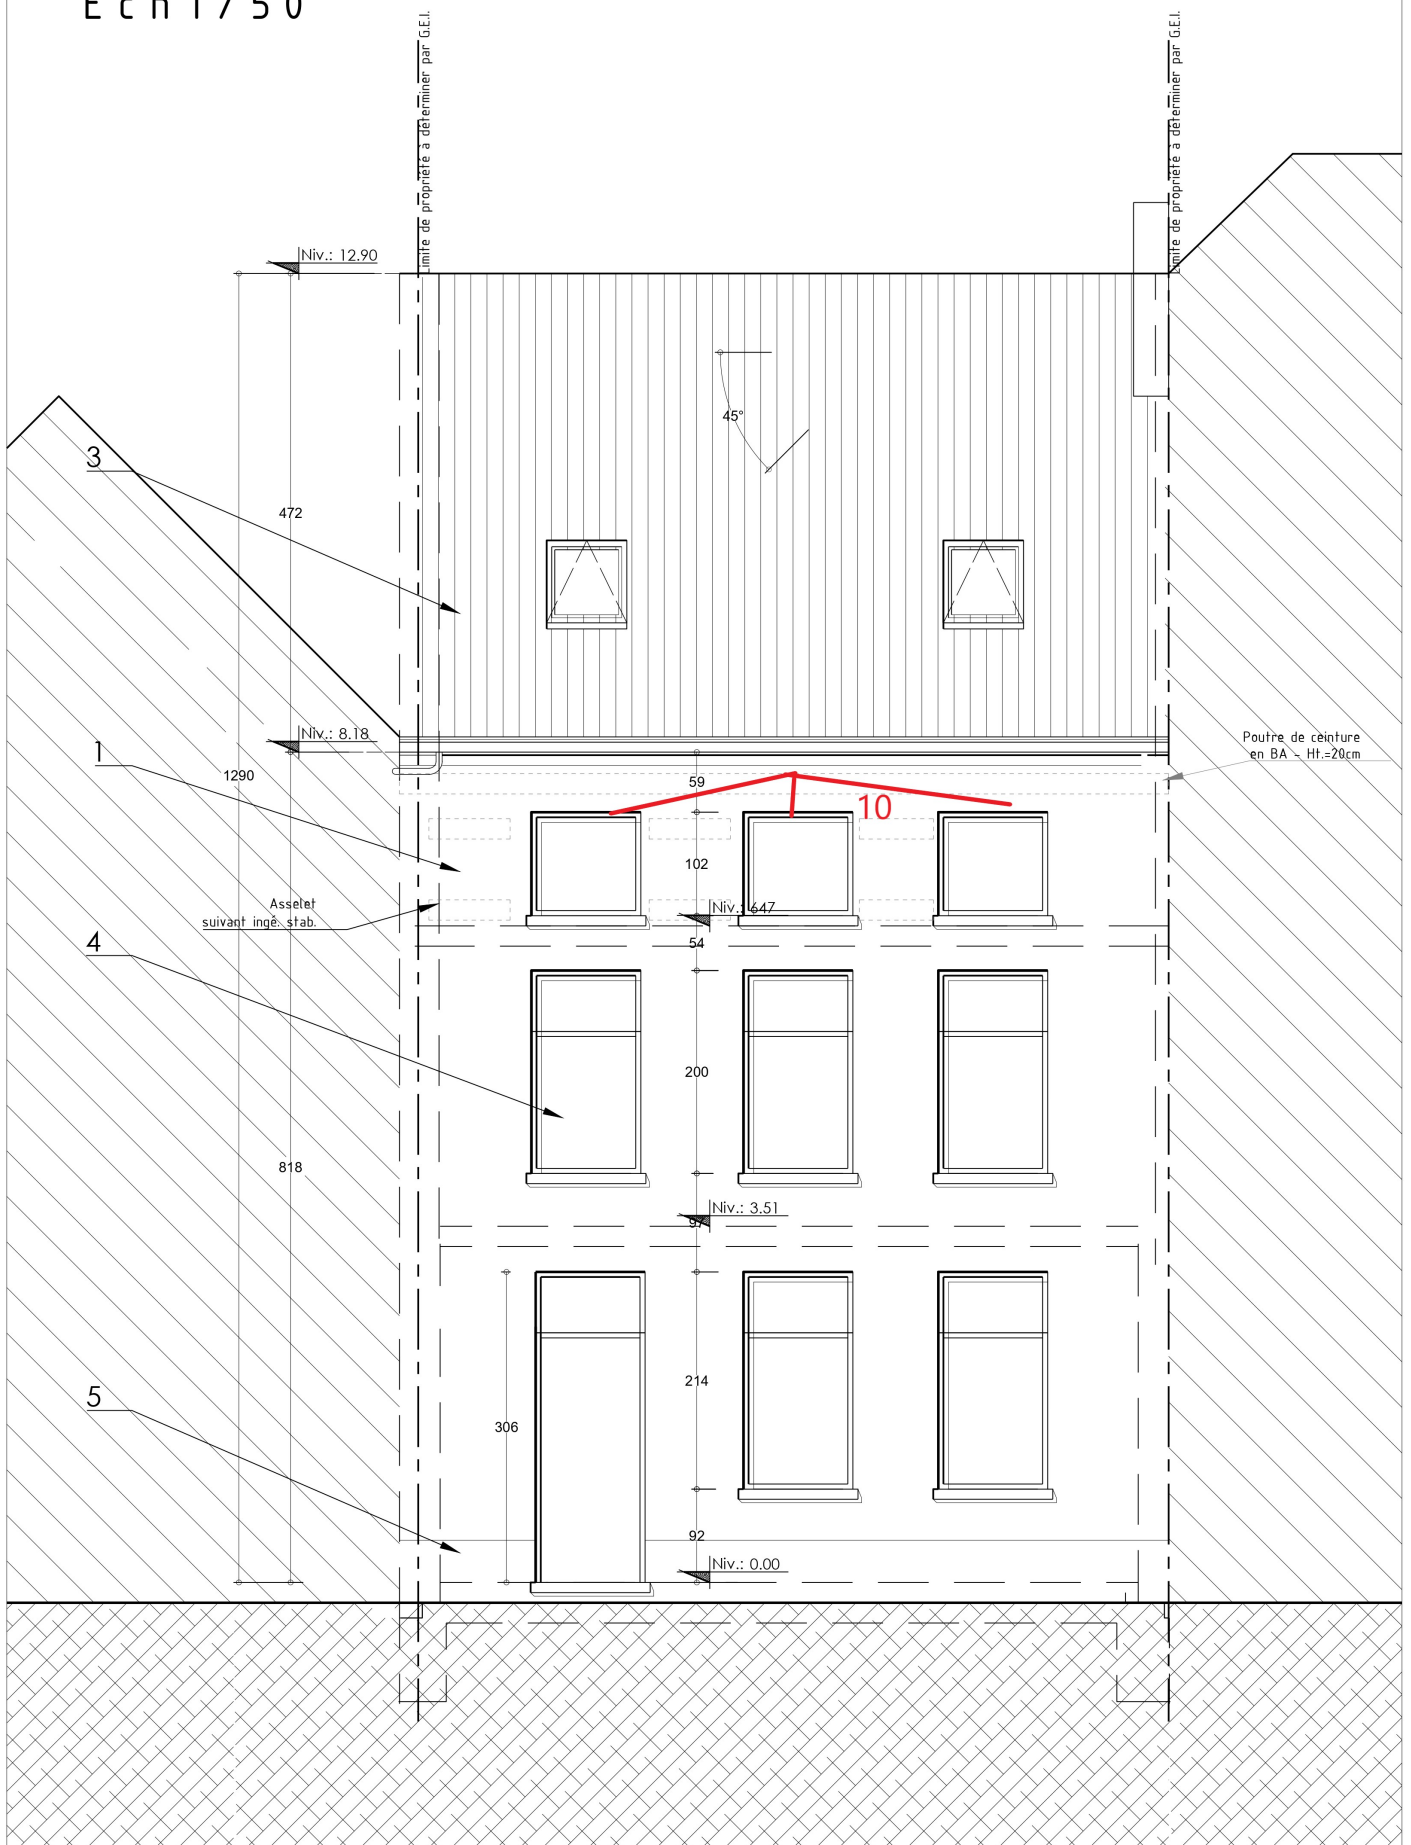 Ech 1/50
Limite de propriété à déterminer par G.E.I.
Limite de propriété à déterminer par G.E.I.
Niv.: 12.90
45°
3
472
Niv.: 8.18
1
1290
Poutre de ceinture
en BA - Ht.=20cm
59
10
102
Asselet
suivant ingé. stab.
Niv.: 647
4
54
200
818
Niv.: 3.51
97
214
5
306
92
Niv.: 0.00